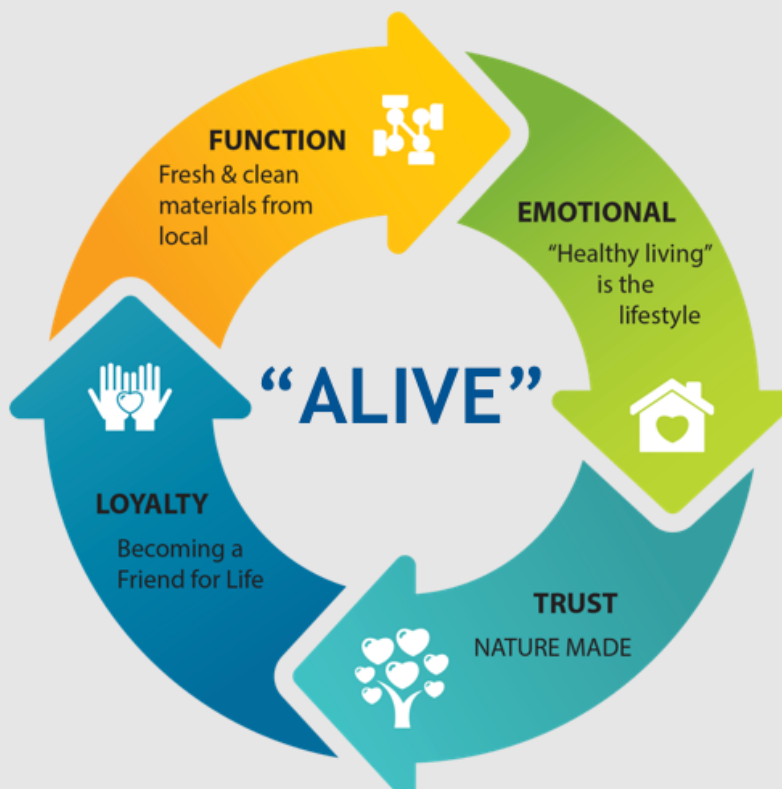 FUNCTION
Fresh & clean
materials from
local
EMOTIONAL
“Healthy living”
is the
lifestyle
“ALIVE”
LOYALTY
Becoming a
Friend for Life
TRUST
NATURE MADE